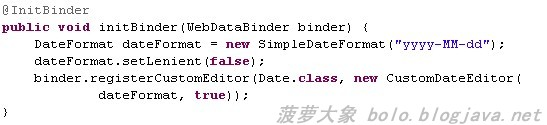 @InitBinder
public void initBinder(WebDataBinder binder) {
    DateFormat dateFormat = new SimpleDateFormat("yyyy-MM-dd");
    dateFormat.setLenient(false);
    binder.registerCustomEditor(Date.class, new CustomDateEditor(
            dateFormat, true));
}
菠萝大象 bolo.blogjava.net